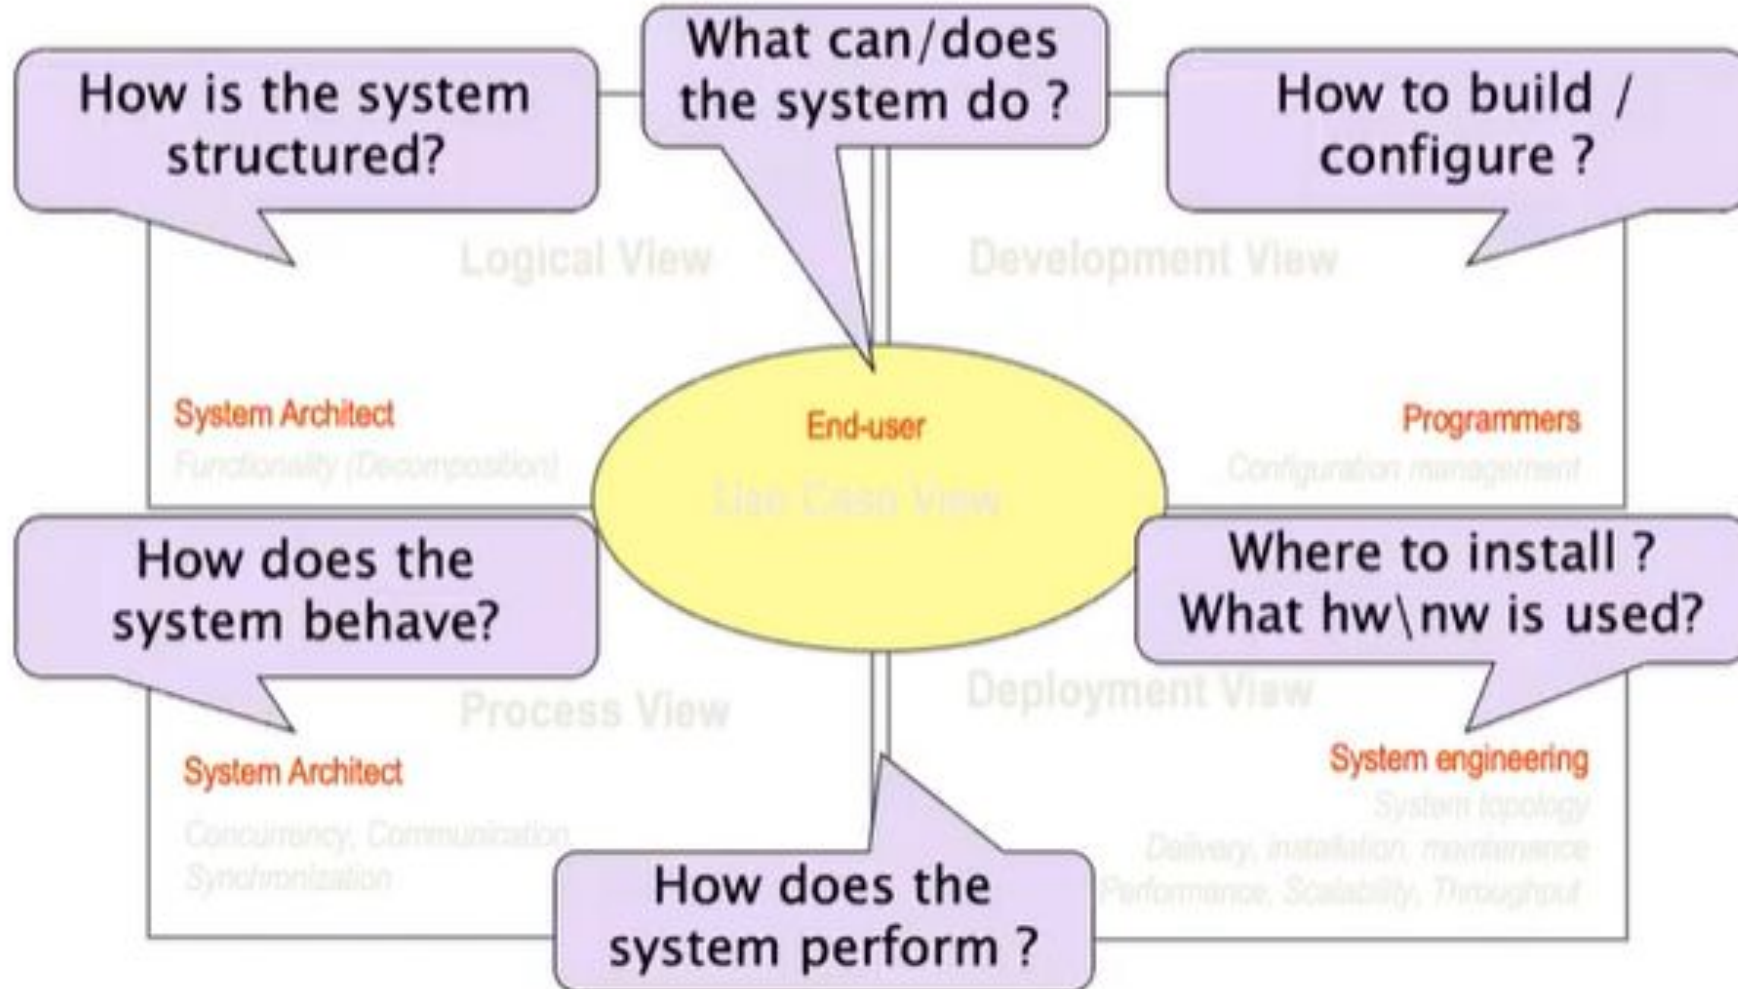 What can/does
the system do ?
How is the system
structured?
How to build /
configure ?
Logical View
Development View
System Architect
Functionality (Decomposition)
End-user
Use Case View
Programmers
Configuration management
How does the
system behave?
Where to install ?
What hw\nw is used?
Process View
Deployment View
System Architect
Concurrency, Communication,
Synchronization
System engineering
System topology
Delivery, installation, maintenance
Performance, Scalability, Throughput
How does the
system perform ?